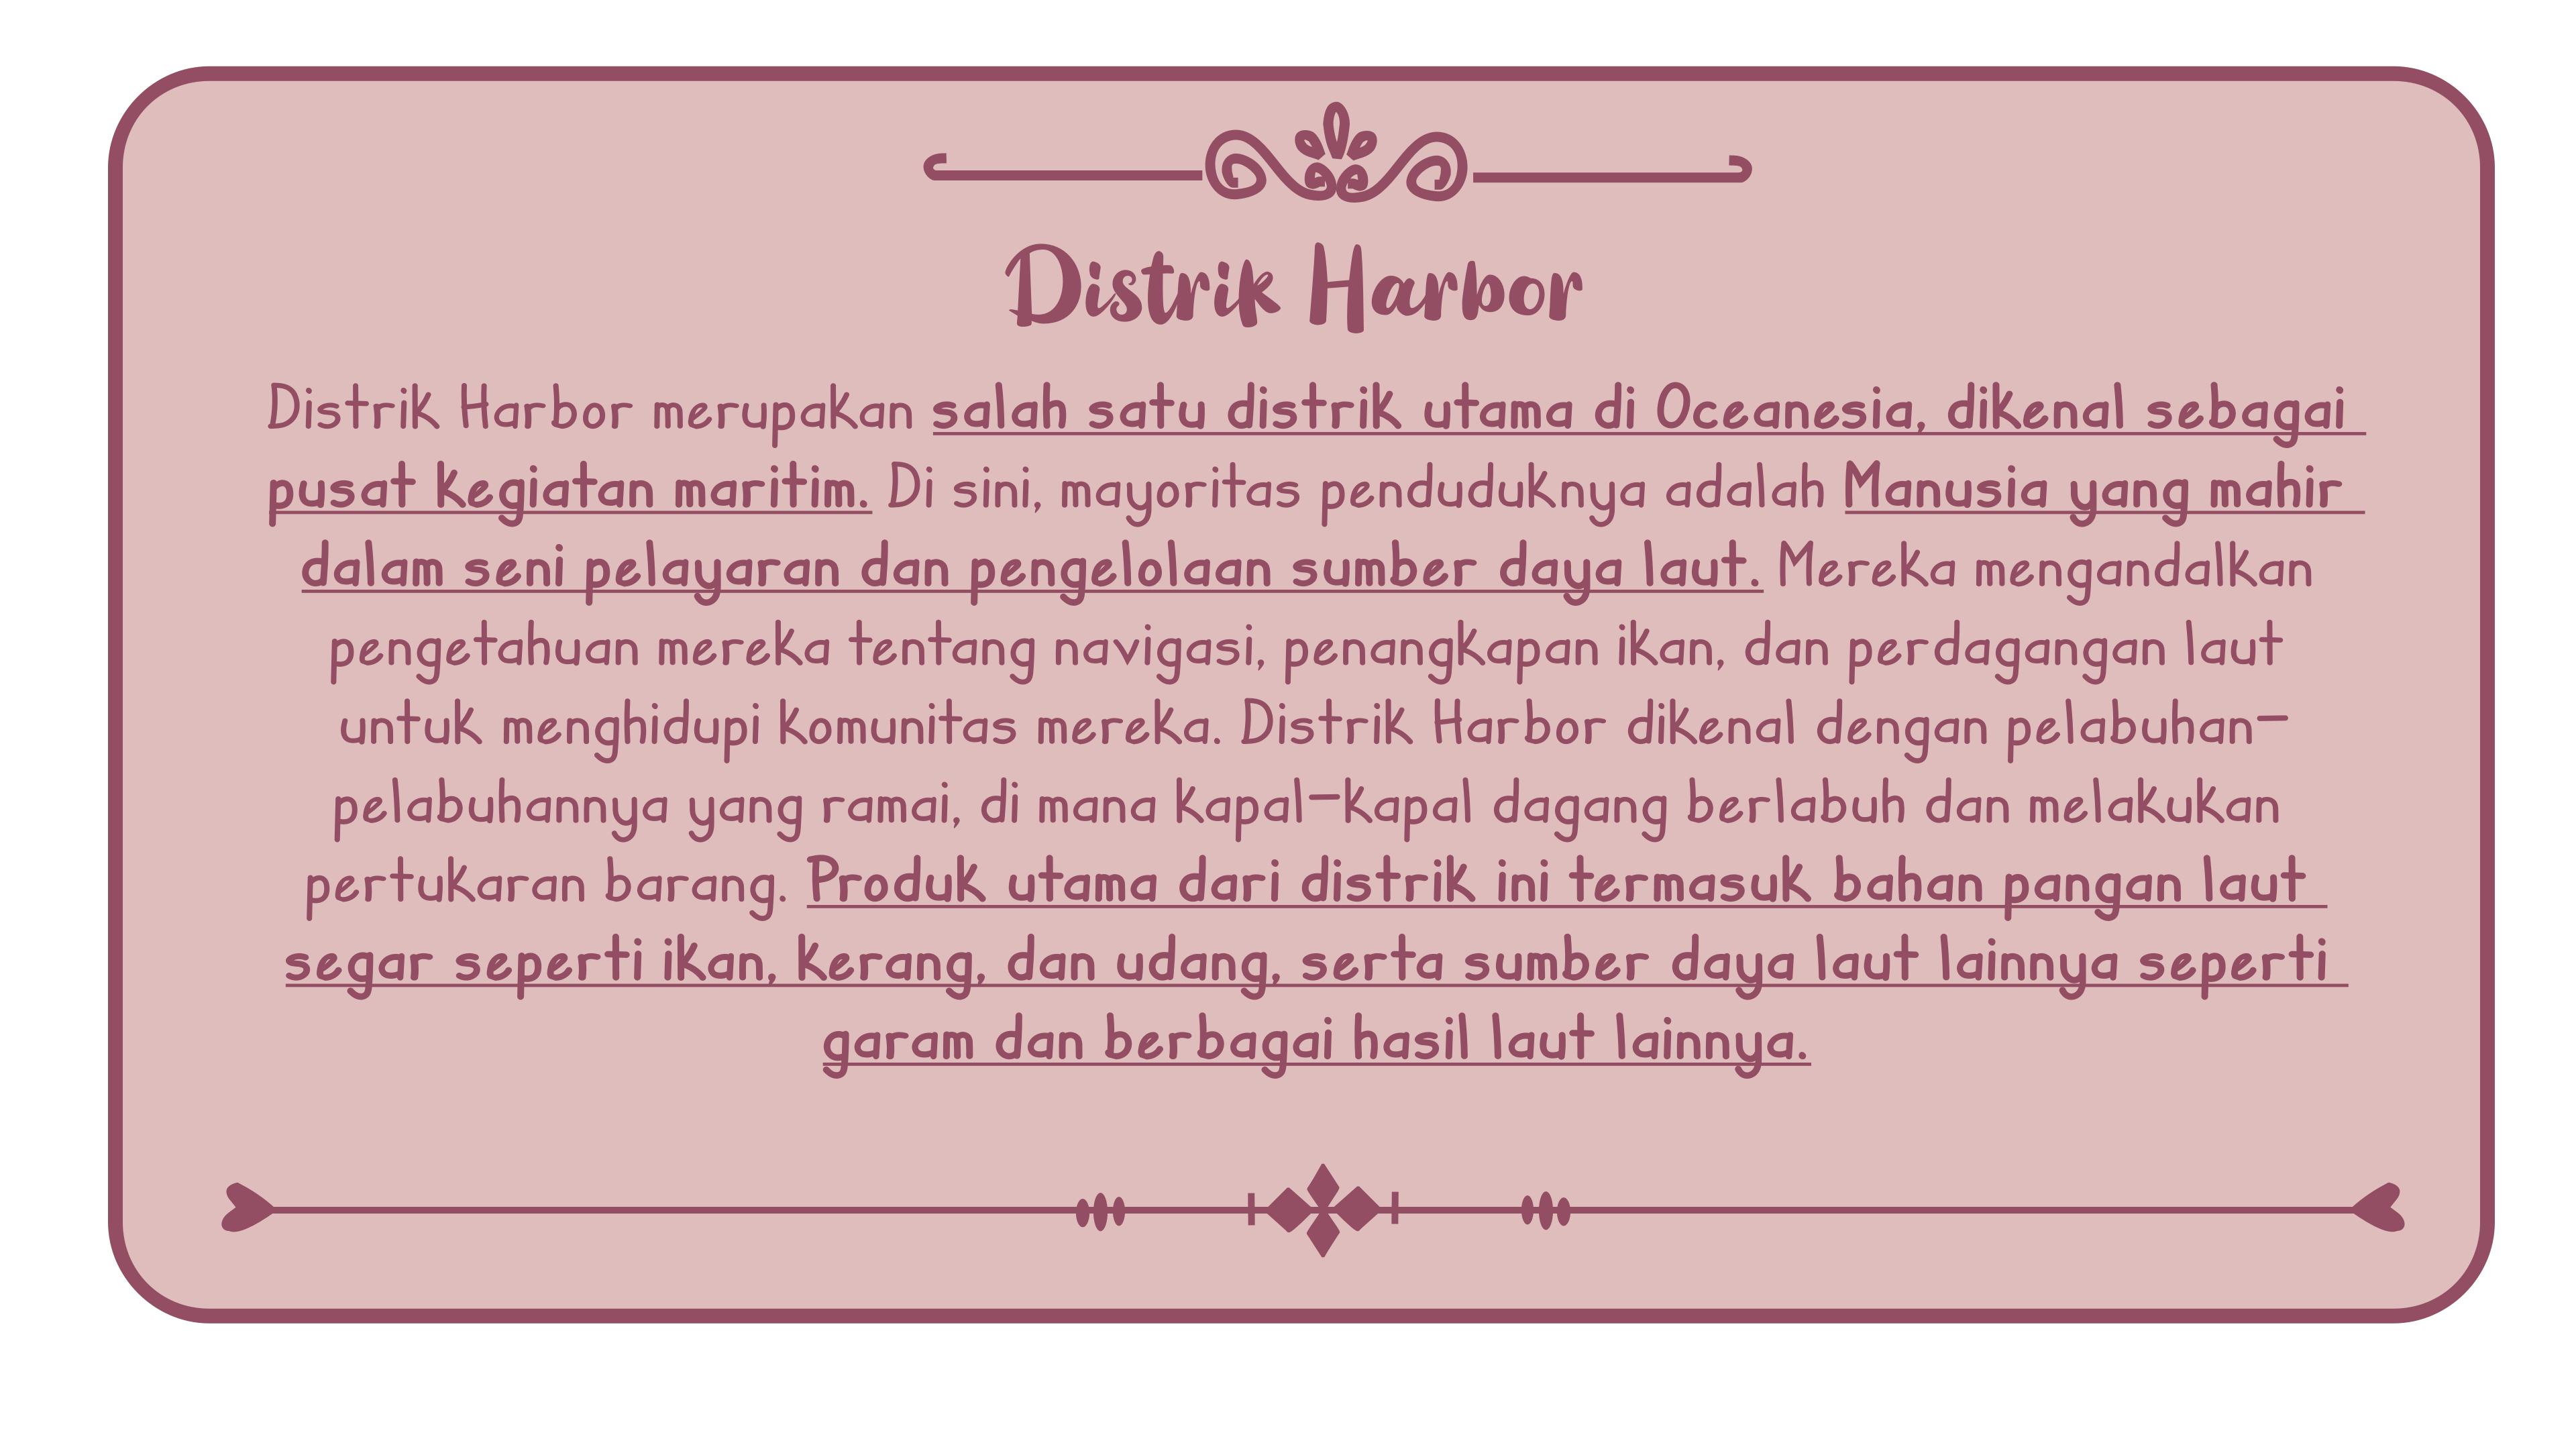 Distrik Harbor
Distrik Harbor merupakan salah satu distrik utama di Oceanesia, dikenal sebagai
pusat kegiatan maritim. Di sini, mayoritas penduduknya adalah Manusia yang mahir
dalam seni pelayaran dan pengelolaan sumber daya laut. Mereka mengandalkan
pengetahuan mereka tentang navigasi, penangkapan ikan, dan perdagangan laut
untuk menghidupi komunitas mereka. Distrik Harbor dikenal dengan pelabuhan-
pelabuhannya yang ramai, di mana kapal-kapal dagang berlabuh dan melakukan
pertukaran barang. Produk utama dari distrik ini termasuk bahan pangan laut
segar seperti ikan, kerang, dan udang, serta sumber daya laut lainnya seperti
garam dan berbagai hasil laut lainnya.